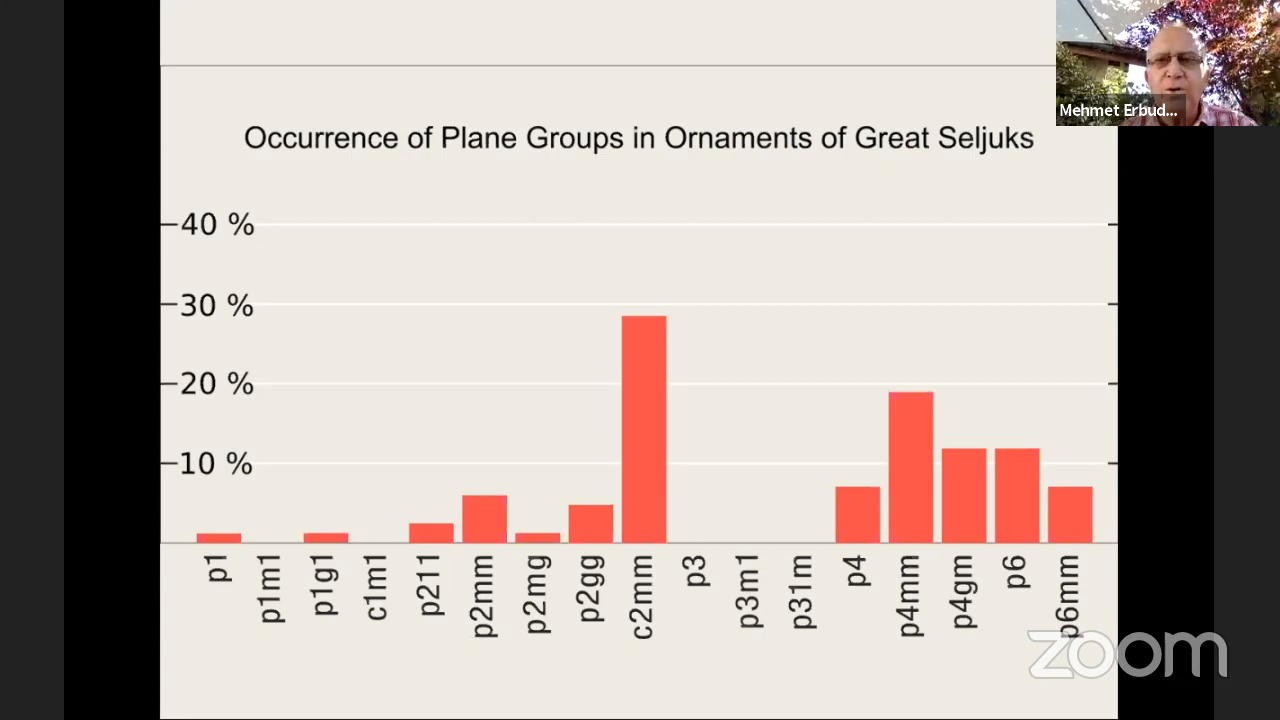 Mehmet Erbud...
Occurrence of Plane Groups in Ornaments of Great Seljuks
40 %
30 %
20 %
10 %
p1
p1m1
p1g1
c1m1
p211
p2mm
p2mg
p2gg
c2mm
p3
p3m1
p31m
p4
p4mm
p4gm
p6
p6mm
zoom